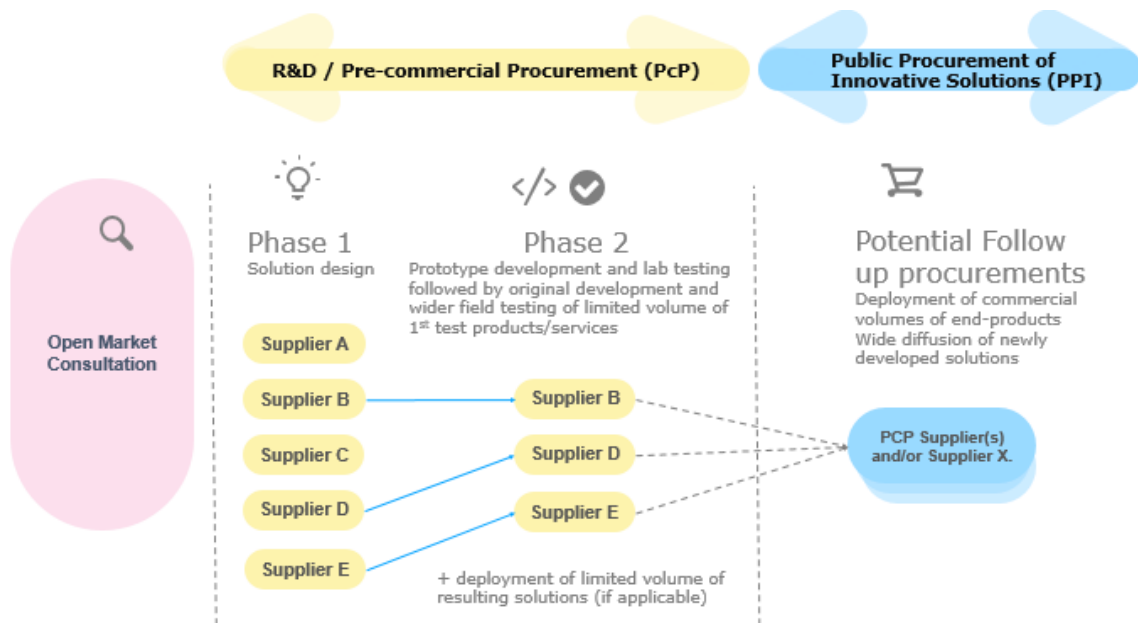 R&D / Pre-commercial Procurement (PcP)
Public Procurement of
Innovative Solutions (PPI)
Open Market
Consultation
Phase 1
Solution design
Supplier A
Supplier B
Supplier C
Supplier D
Supplier E
</>
Phase 2
Prototype development and lab testing
followed by original development and
wider field testing of limited volume of
1st test products/services
Supplier B
Supplier D
Supplier E
+ deployment of limited volume of
resulting solutions (if applicable)
Potential Follow
up procurements
Deployment of commercial
volumes of end-products
Wide diffusion of newly
developed solutions
PCP Supplier(s)
and/or Supplier X.